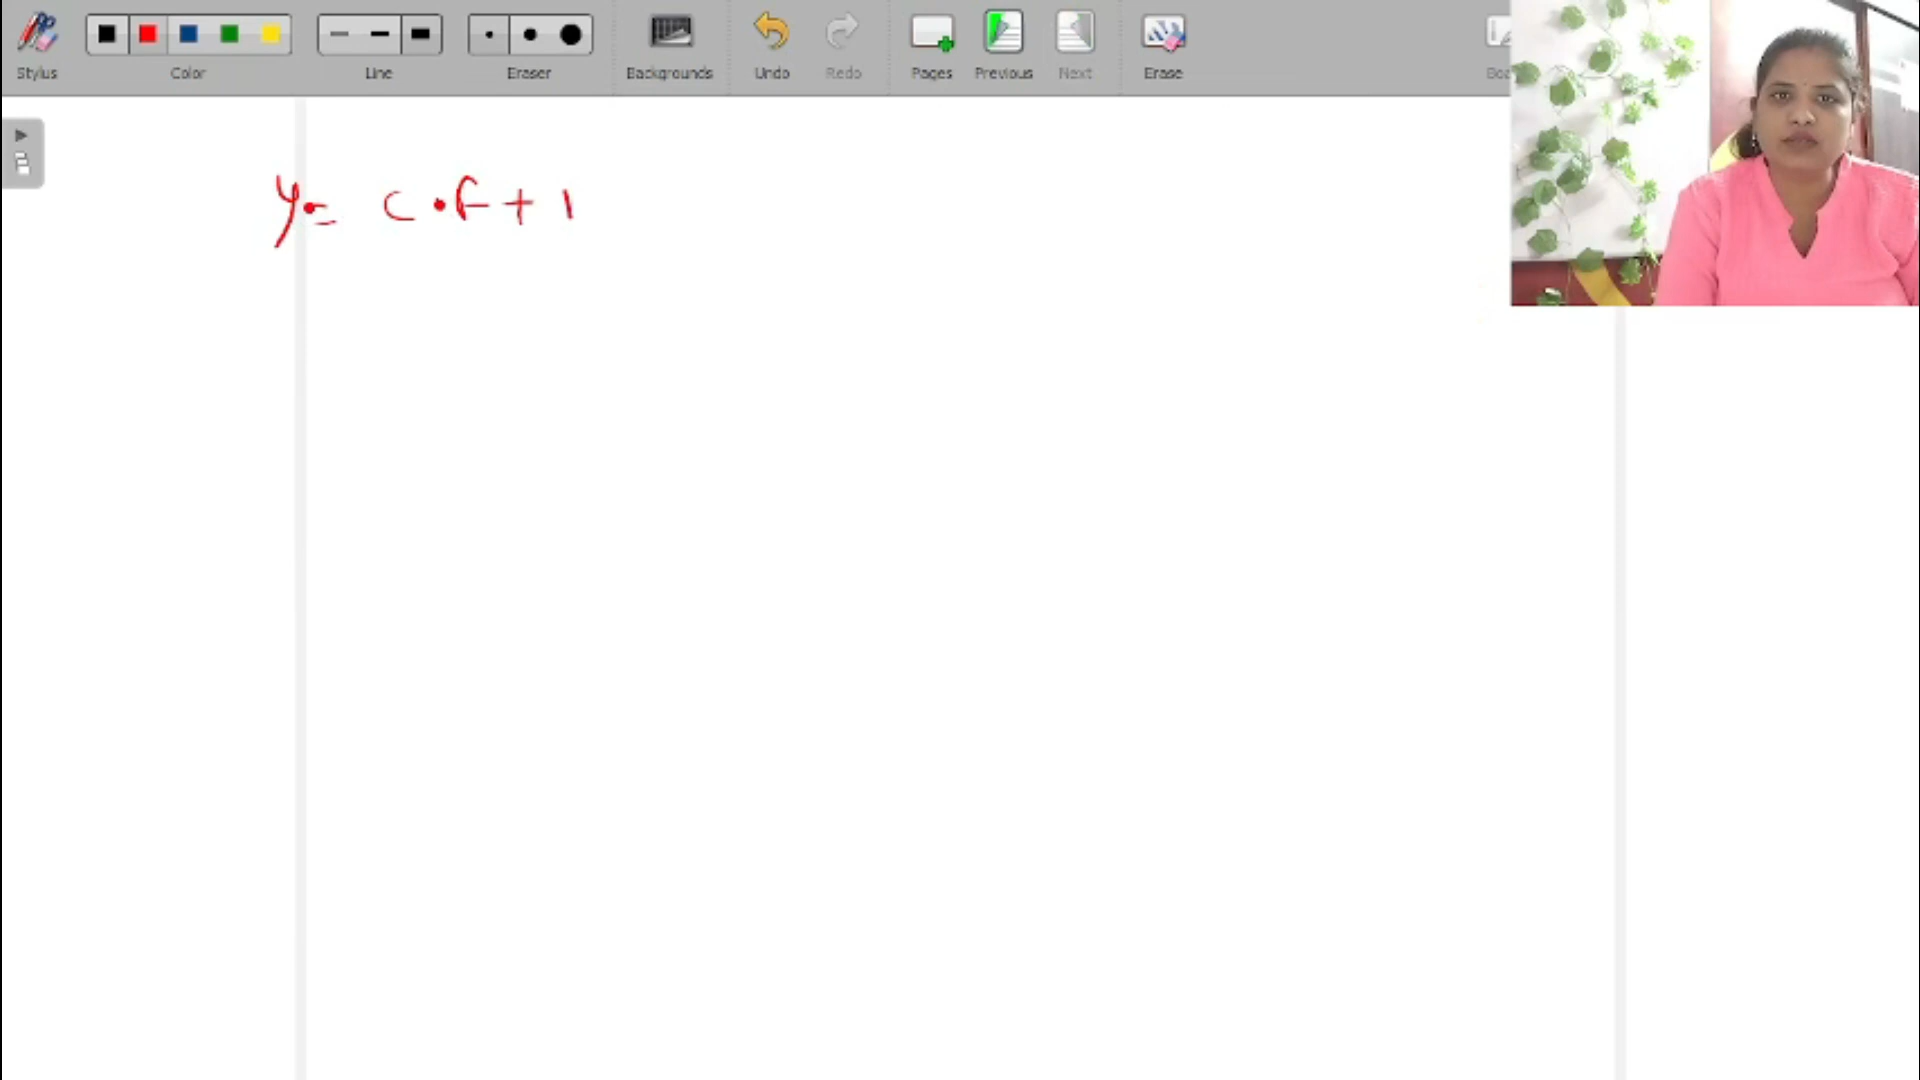 Stylus
Color
Line
Eraser
Backgrounds
Undo
Redo
Pages
Previous
Next
Erase
y = C.F + 1